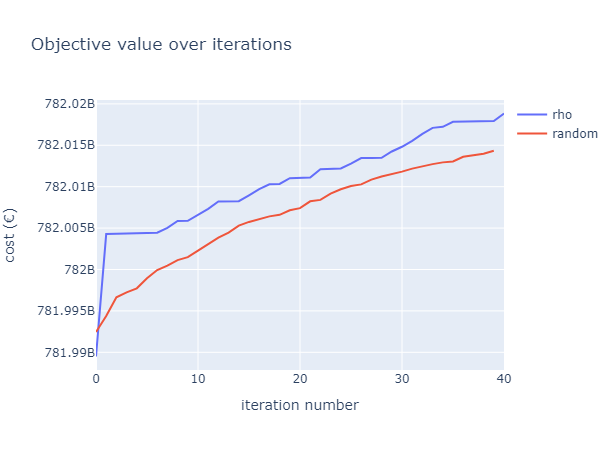 Objective value over iterations
782.02B
782.015B
782.01B
782.005B
782B
781.995B
781.99B
cost (€)
0
10
20
30
40
iteration number
rho
random